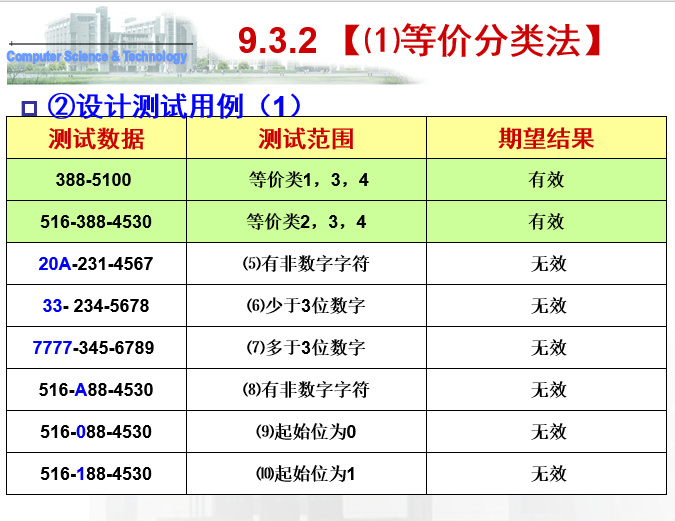 Computer Science & Technology
9.3.2 【⑴等价分类法】
②设计测试用例（1）
测试数据 测试范围 期望结果
388-5100 等价类1，3，4 有效
516-388-4530 等价类2，3，4 有效
20A-231-4567 ⑸有非数字字符 无效
33- 234-5678 ⑹少于3位数字 无效
7777-345-6789 ⑺多于3位数字 无效
516-A88-4530 ⑻有非数字字符 无效
516-088-4530 ⑼起始位为0 无效
516-188-4530 ⑽起始位为1 无效